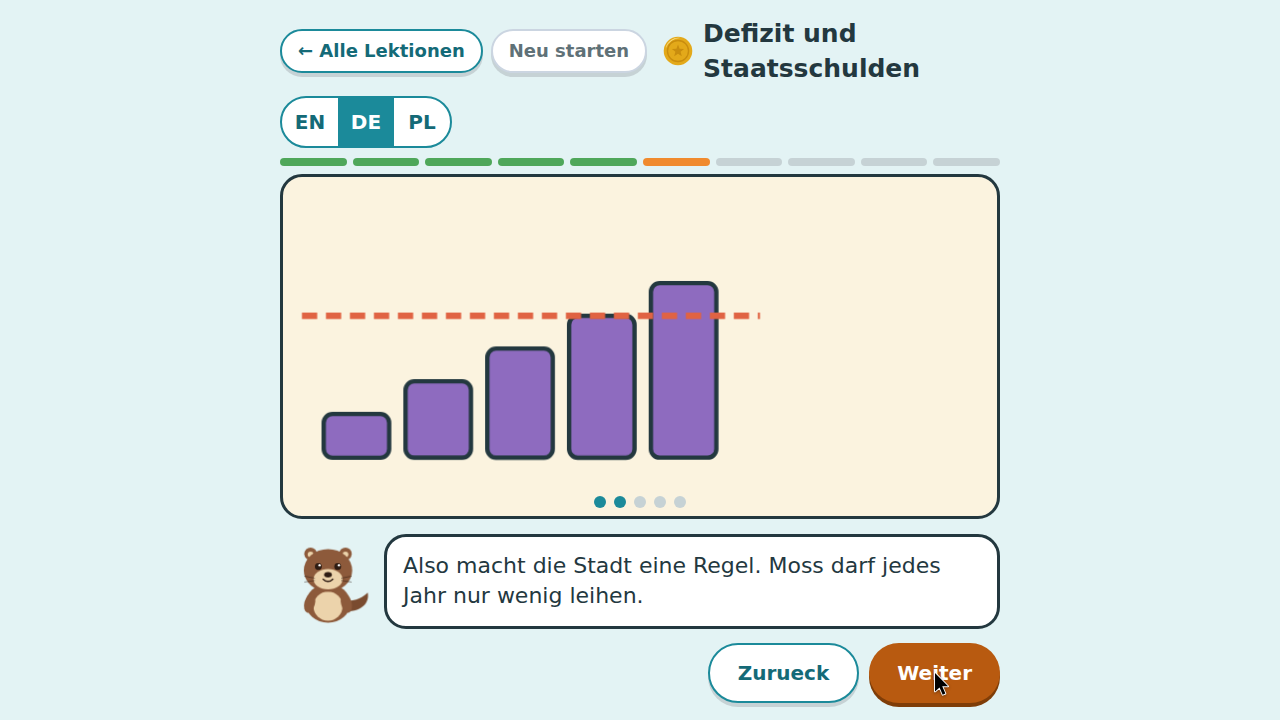 ← Alle Lektionen
Neu starten
Defizit und
Staatsschulden
EN
DE
PL
Also macht die Stadt eine Regel. Moss darf jedes
Jahr nur wenig leihen.
Zurueck
Weiter